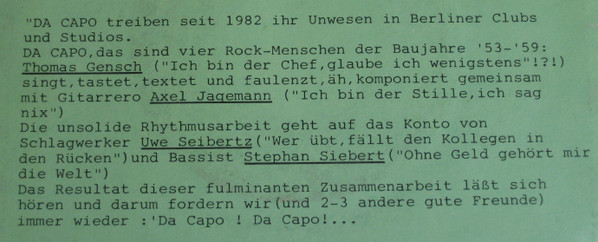 "DA CAPO treiben seit 1982 ihr Unwesen in Berliner Clubs
und Studios.
DA CAPO,das sind vier Rock-Menschen der Baujahre '53-'59:
Thomas Gensch ("Ich bin der Chef,glaube ich wenigstens"!?!)
singt,tastet,textet und faulenzt,äh,komponiert gemeinsam
mit Gitarrero Axel Jagemann ("Ich bin der Stille,ich sag
nix")
Die unsolide Rhythmusarbeit geht auf das Konto von
Schlagwerker Uwe Seibertz("Wer übt,fällt den Kollegen in
den Rücken")und Bassist Stephan Siebert("Ohne Geld gehört mir
die Welt")
Das Resultat dieser fulminanten Zusammenarbeit läßt sich
hören und darum fordern wir(und 2-3 andere gute Freunde)
immer wieder :'Da Capo ! Da Capo!...